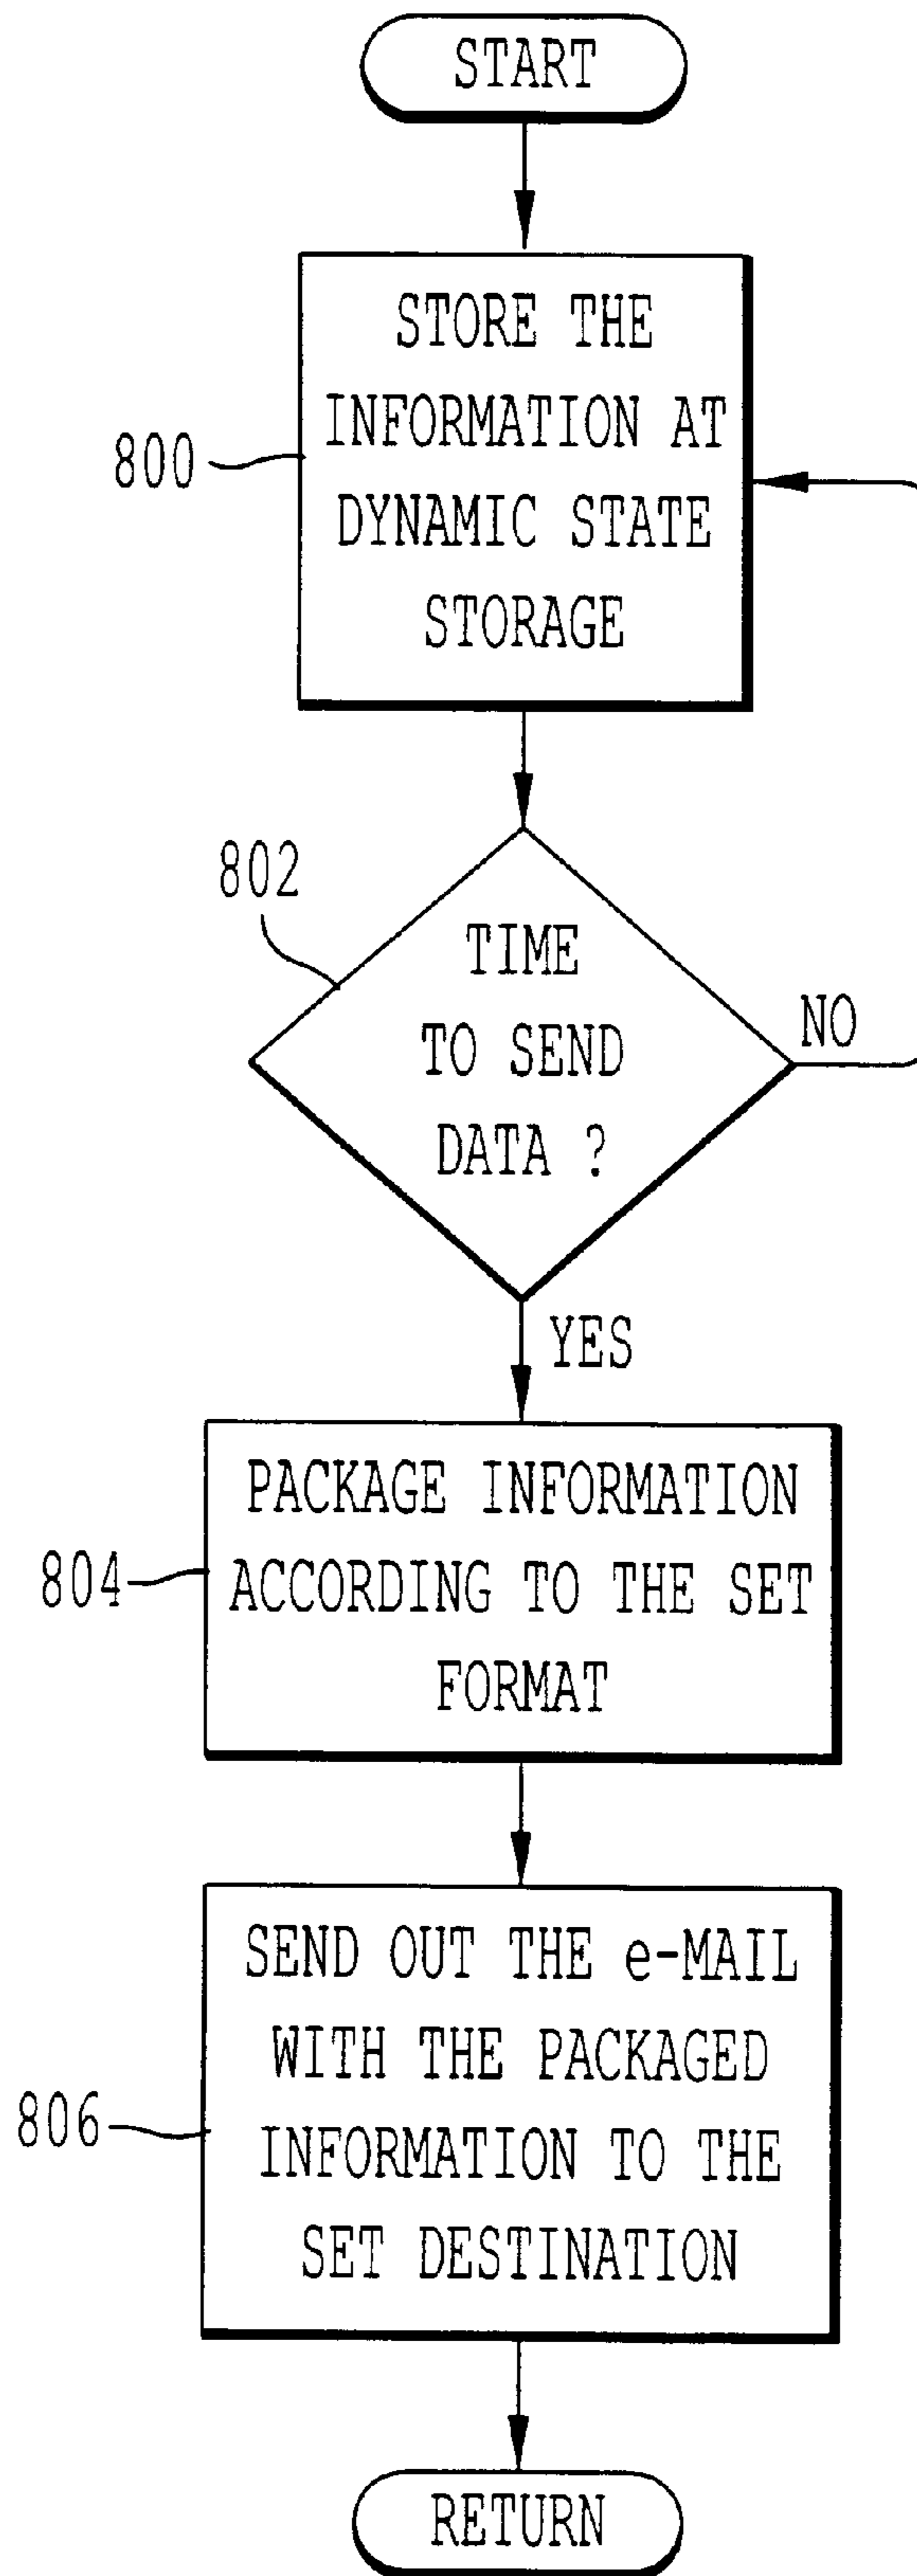 START
STORE THE
INFORMATION AT
DYNAMIC STATE
STORAGE
800
802
TIME
TO SEND
DATA ?
NO
YES
PACKAGE INFORMATION
ACCORDING TO THE SET
FORMAT
804
SEND OUT THE e-MAIL
WITH THE PACKAGED
INFORMATION TO THE
SET DESTINATION
806
RETURN